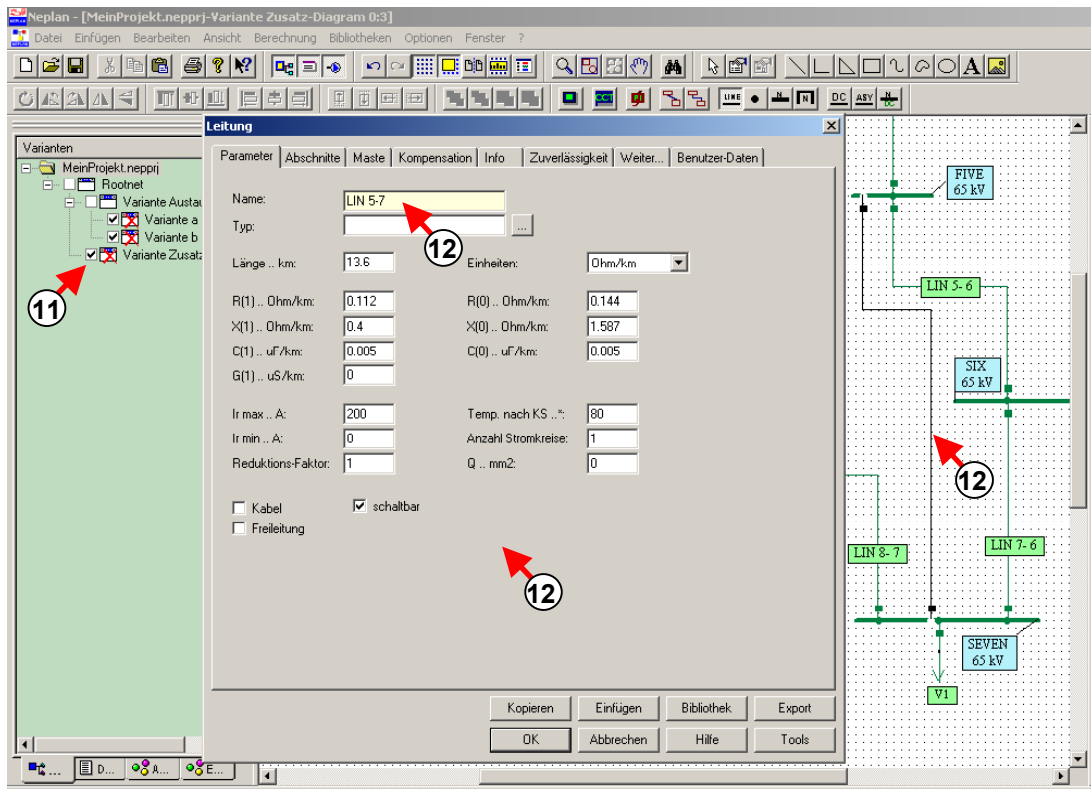 Neplan - [MeinProjekt.nepprj-Variante Zusatz-Diagram 0:3]
Datei Einfügen Bearbeiten Ansicht Berechnung Bibliotheken Optionen Fenster ?
A
LINE N N DC ASY N DC
Varianten
MeinProjekt.nepprj
Rootnet
Variante Austau
Variante a
Variante b
Variante Zusatz
11
Leitung
Parameter Abschnitte Maste Kompensation Info Zuverlässigkeit Weiter... Benutzer-Daten
Name: LIN 5-7
Typ: ...
12
Länge .. km: 13.6 Einheiten: Ohm/km
R(1) .. Ohm/km: 0.112 R(0) .. Ohm/km: 0.144
X(1) .. Ohm/km: 0.4 X(0) .. Ohm/km: 1.587
C(1) .. uF/km: 0.005 C(0) .. uF/km: 0.005
G(1) .. uS/km: 0
Ir max .. A: 200 Temp. nach KS ..*: 80
Ir min .. A: 0 Anzahl Stromkreise: 1
Reduktions-Faktor: 1 Q .. mm2: 0
Kabel schaltbar
Freileitung
12
Kopieren Einfügen Bibliothek Export
OK Abbrechen Hilfe Tools
FIVE
65 kV
LIN 5- 6
SIX
65 kV
12
LIN 8- 7
LIN 7- 6
SEVEN
65 kV
V1
... D... A... E...